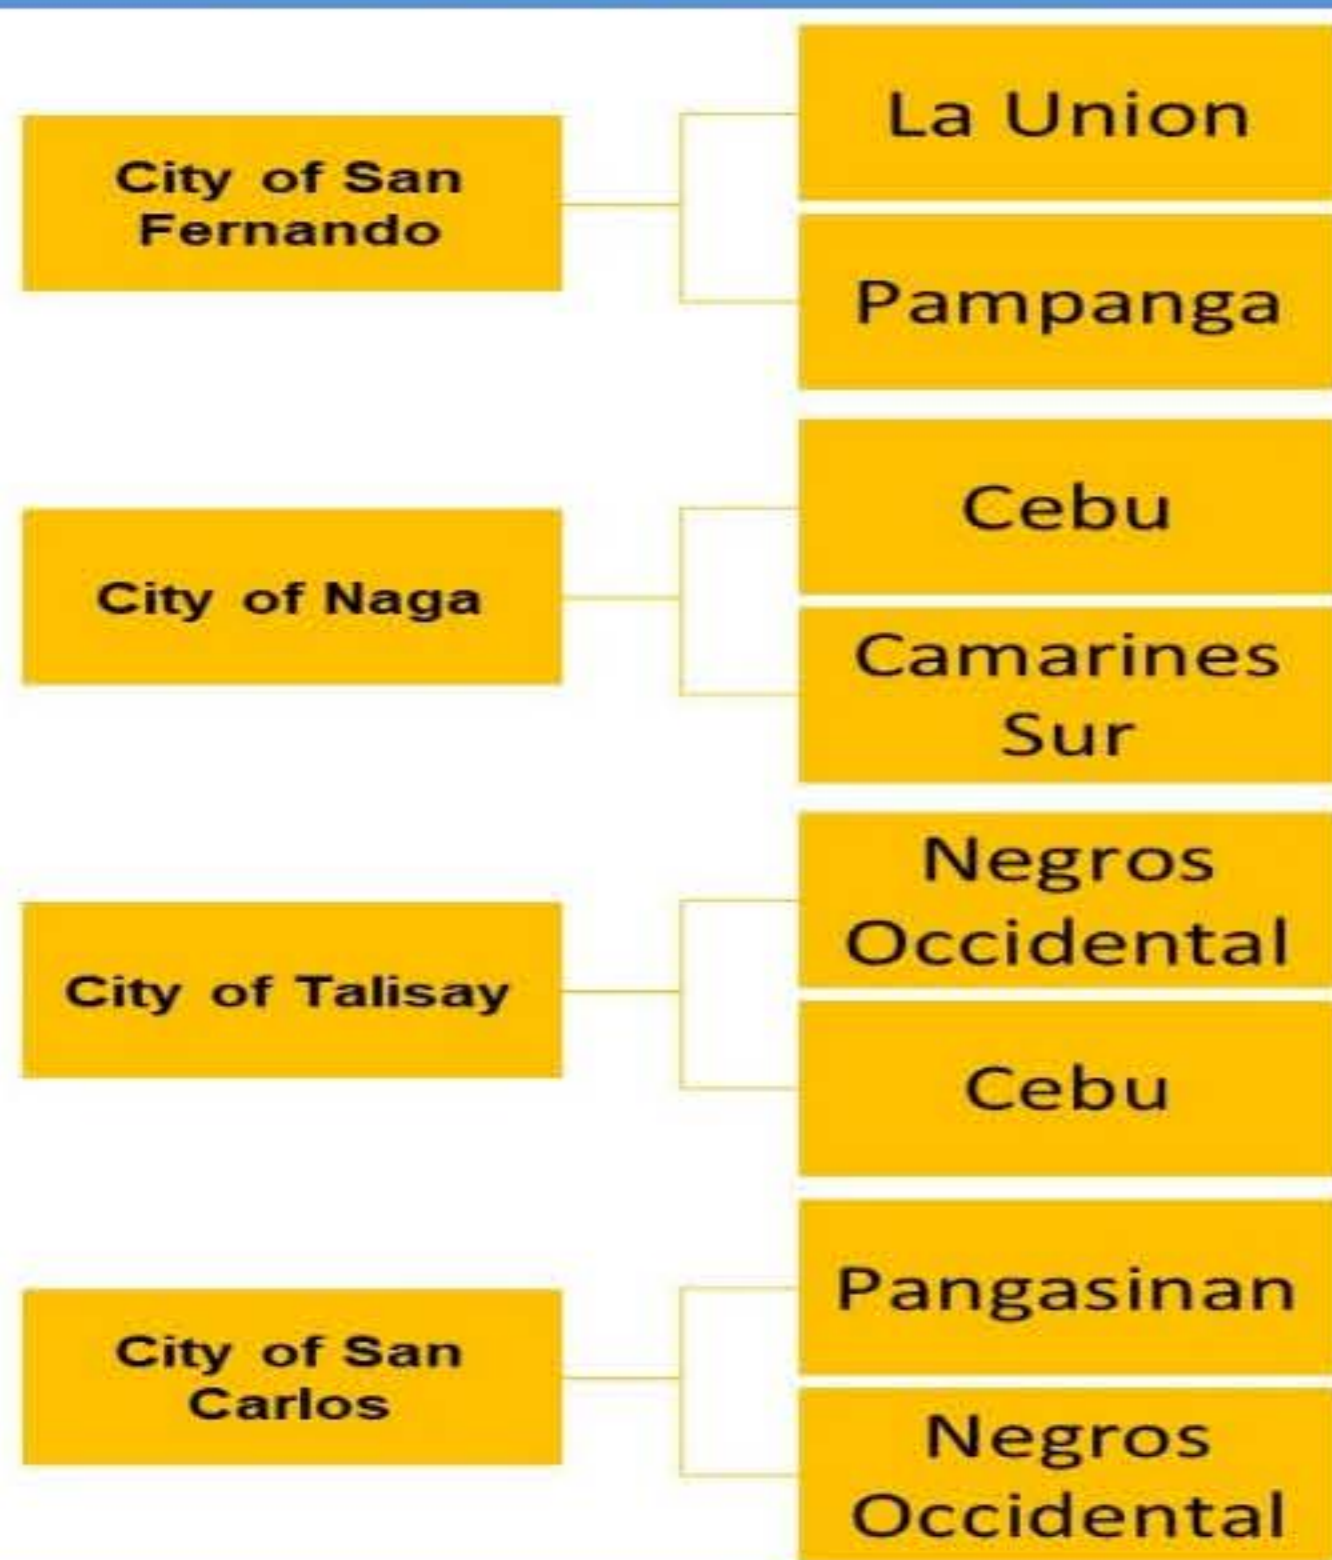 City of San
Fernando
La Union
Pampanga
City of Naga
Cebu
Camarines
Sur
City of Talisay
Negros
Occidental
Cebu
City of San
Carlos
Pangasinan
Negros
Occidental